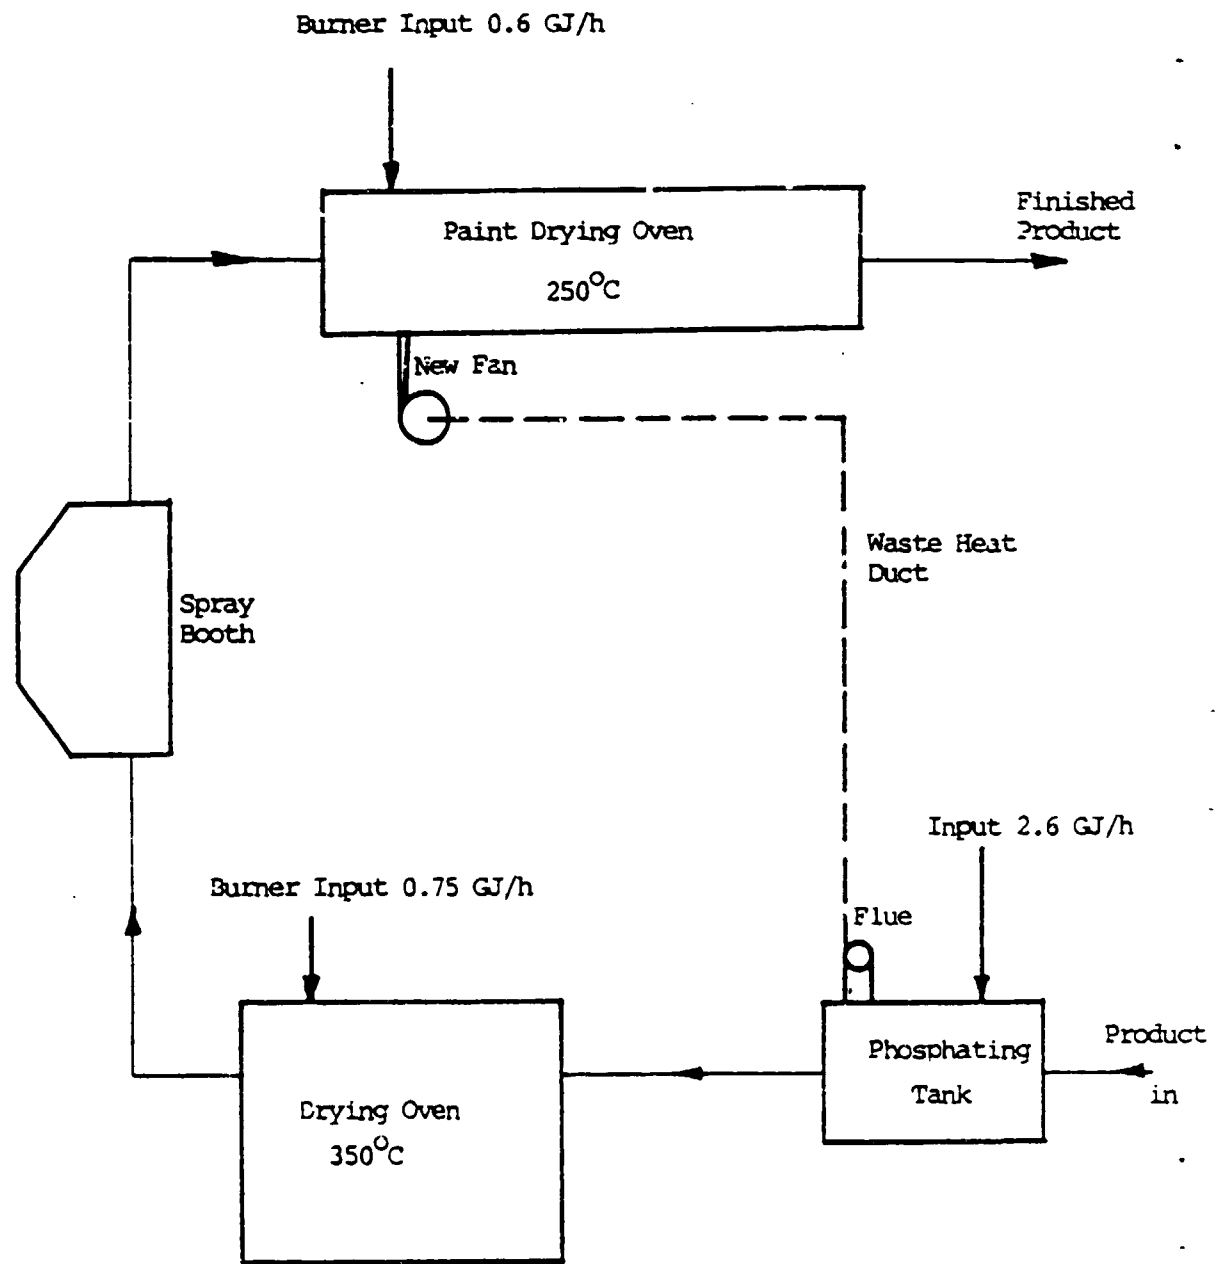 Burner Input 0.6 GJ/h
Paint Drying Oven
250°C
Finished
Product
New Fan
Waste Heat
Duct
Spray
Booth
Input 2.6 GJ/h
Burner Input 0.75 GJ/h
Flue
Phosphating
Tank
Product
in
Drying Oven
350°C